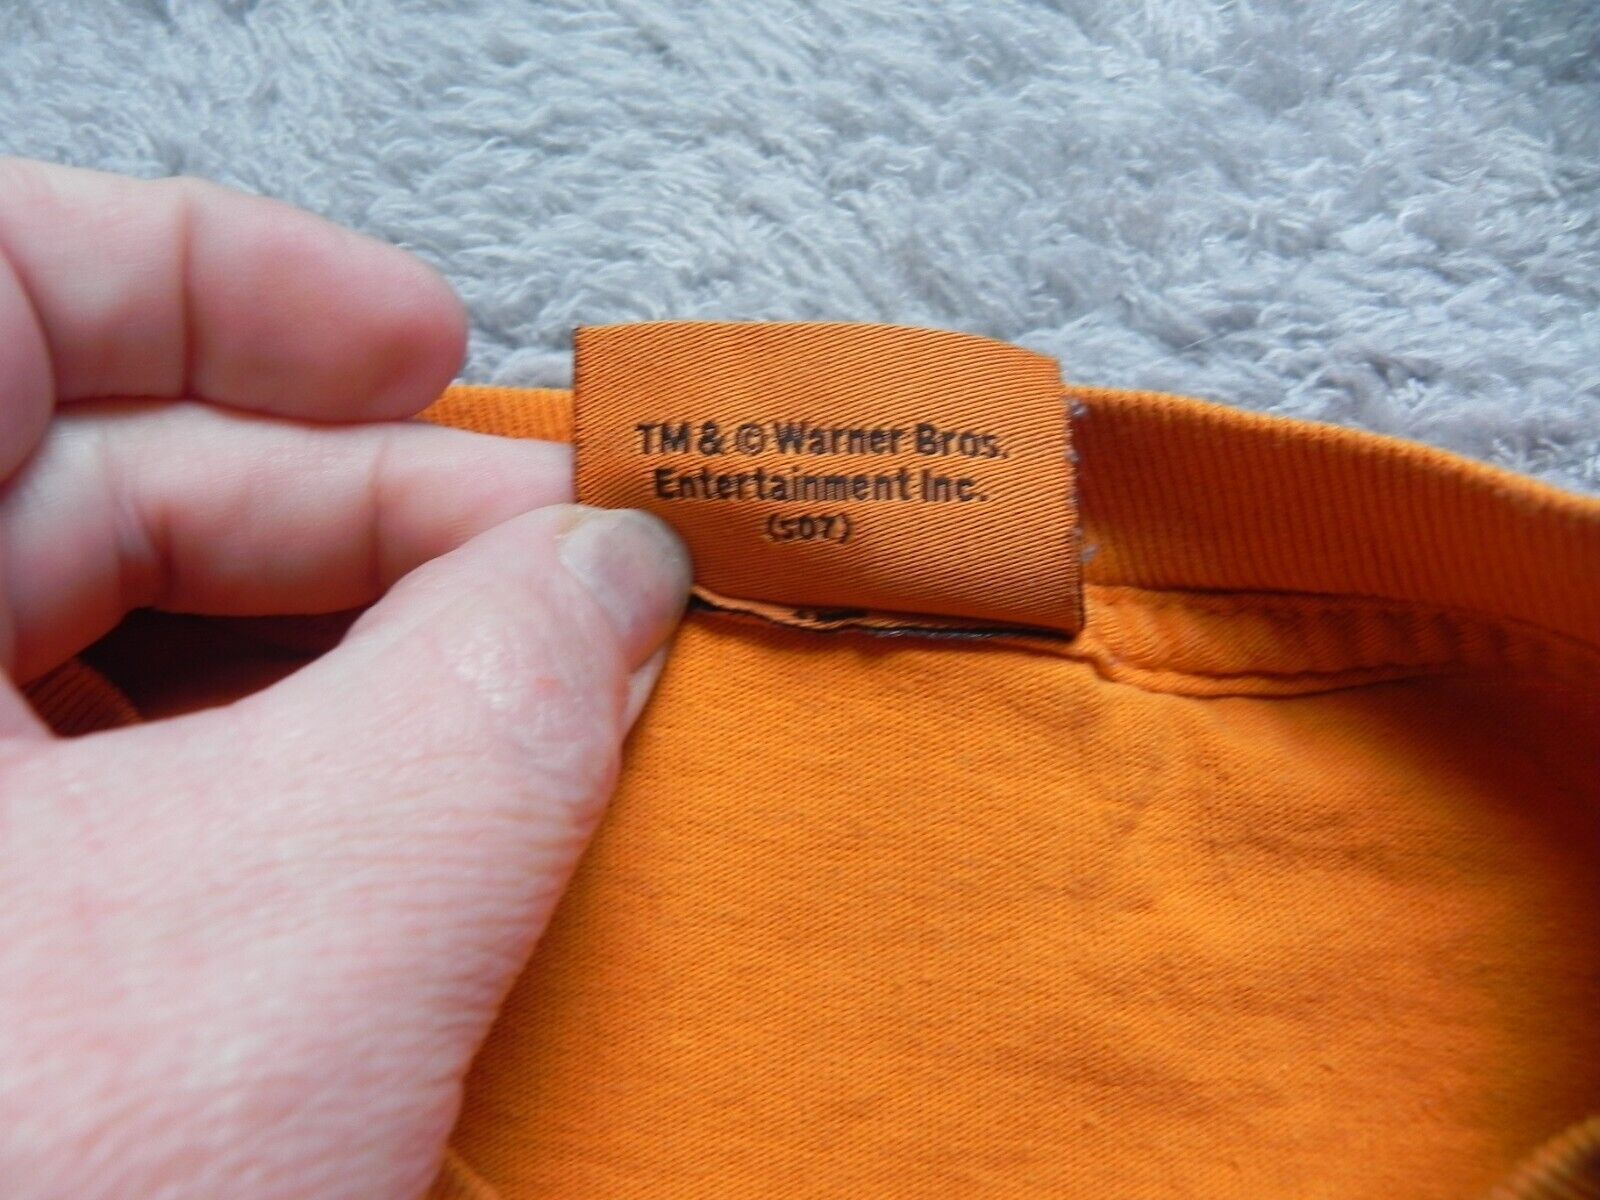 TM & © Warner Bros.
Entertainment Inc.
(s07)